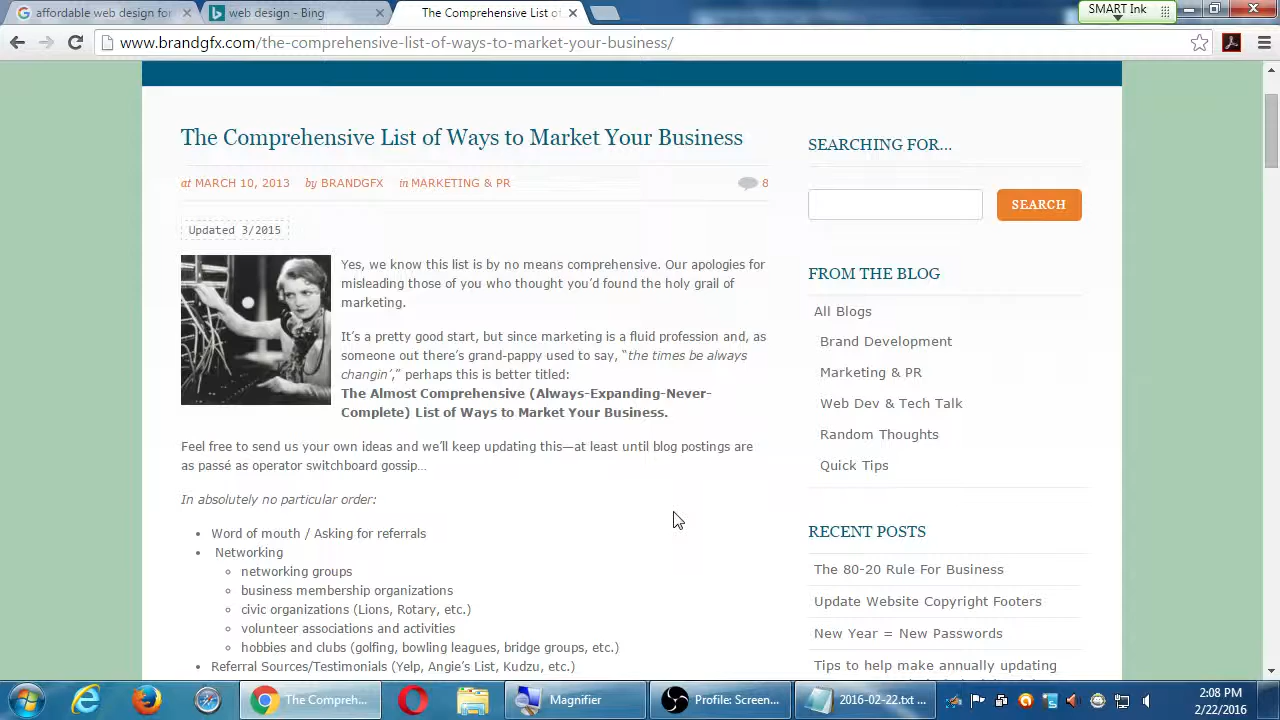 affordable web design for
web design - Bing
The Comprehensive List of
SMART Ink
www.brandgfx.com/the-comprehensive-list-of-ways-to-market-your-business/
The Comprehensive List of Ways to Market Your Business
at MARCH 10, 2013 by BRANDGFX in MARKETING & PR 8
Updated 3/2015
Yes, we know this list is by no means comprehensive. Our apologies for
misleading those of you who thought you'd found the holy grail of
marketing.
It's a pretty good start, but since marketing is a fluid profession and, as
someone out there's grand-pappy used to say, "the times be always
changin'," perhaps this is better titled:
The Almost Comprehensive (Always-Expanding-Never-
Complete) List of Ways to Market Your Business.
Feel free to send us your own ideas and we'll keep updating this—at least until blog postings are
as passé as operator switchboard gossip…
In absolutely no particular order:
• Word of mouth / Asking for referrals
• Networking
◦ networking groups
◦ business membership organizations
◦ civic organizations (Lions, Rotary, etc.)
◦ volunteer associations and activities
◦ hobbies and clubs (golfing, bowling leagues, bridge groups, etc.)
• Referral Sources/Testimonials (Yelp, Angie's List, Kudzu, etc.)
SEARCHING FOR…
SEARCH
FROM THE BLOG
All Blogs
Brand Development
Marketing & PR
Web Dev & Tech Talk
Random Thoughts
Quick Tips
RECENT POSTS
The 80-20 Rule For Business
Update Website Copyright Footers
New Year = New Passwords
Tips to help make annually updating
The Compreh...
Magnifier
Profile: Screen...
2016-02-22.txt ...
2:08 PM
2/22/2016